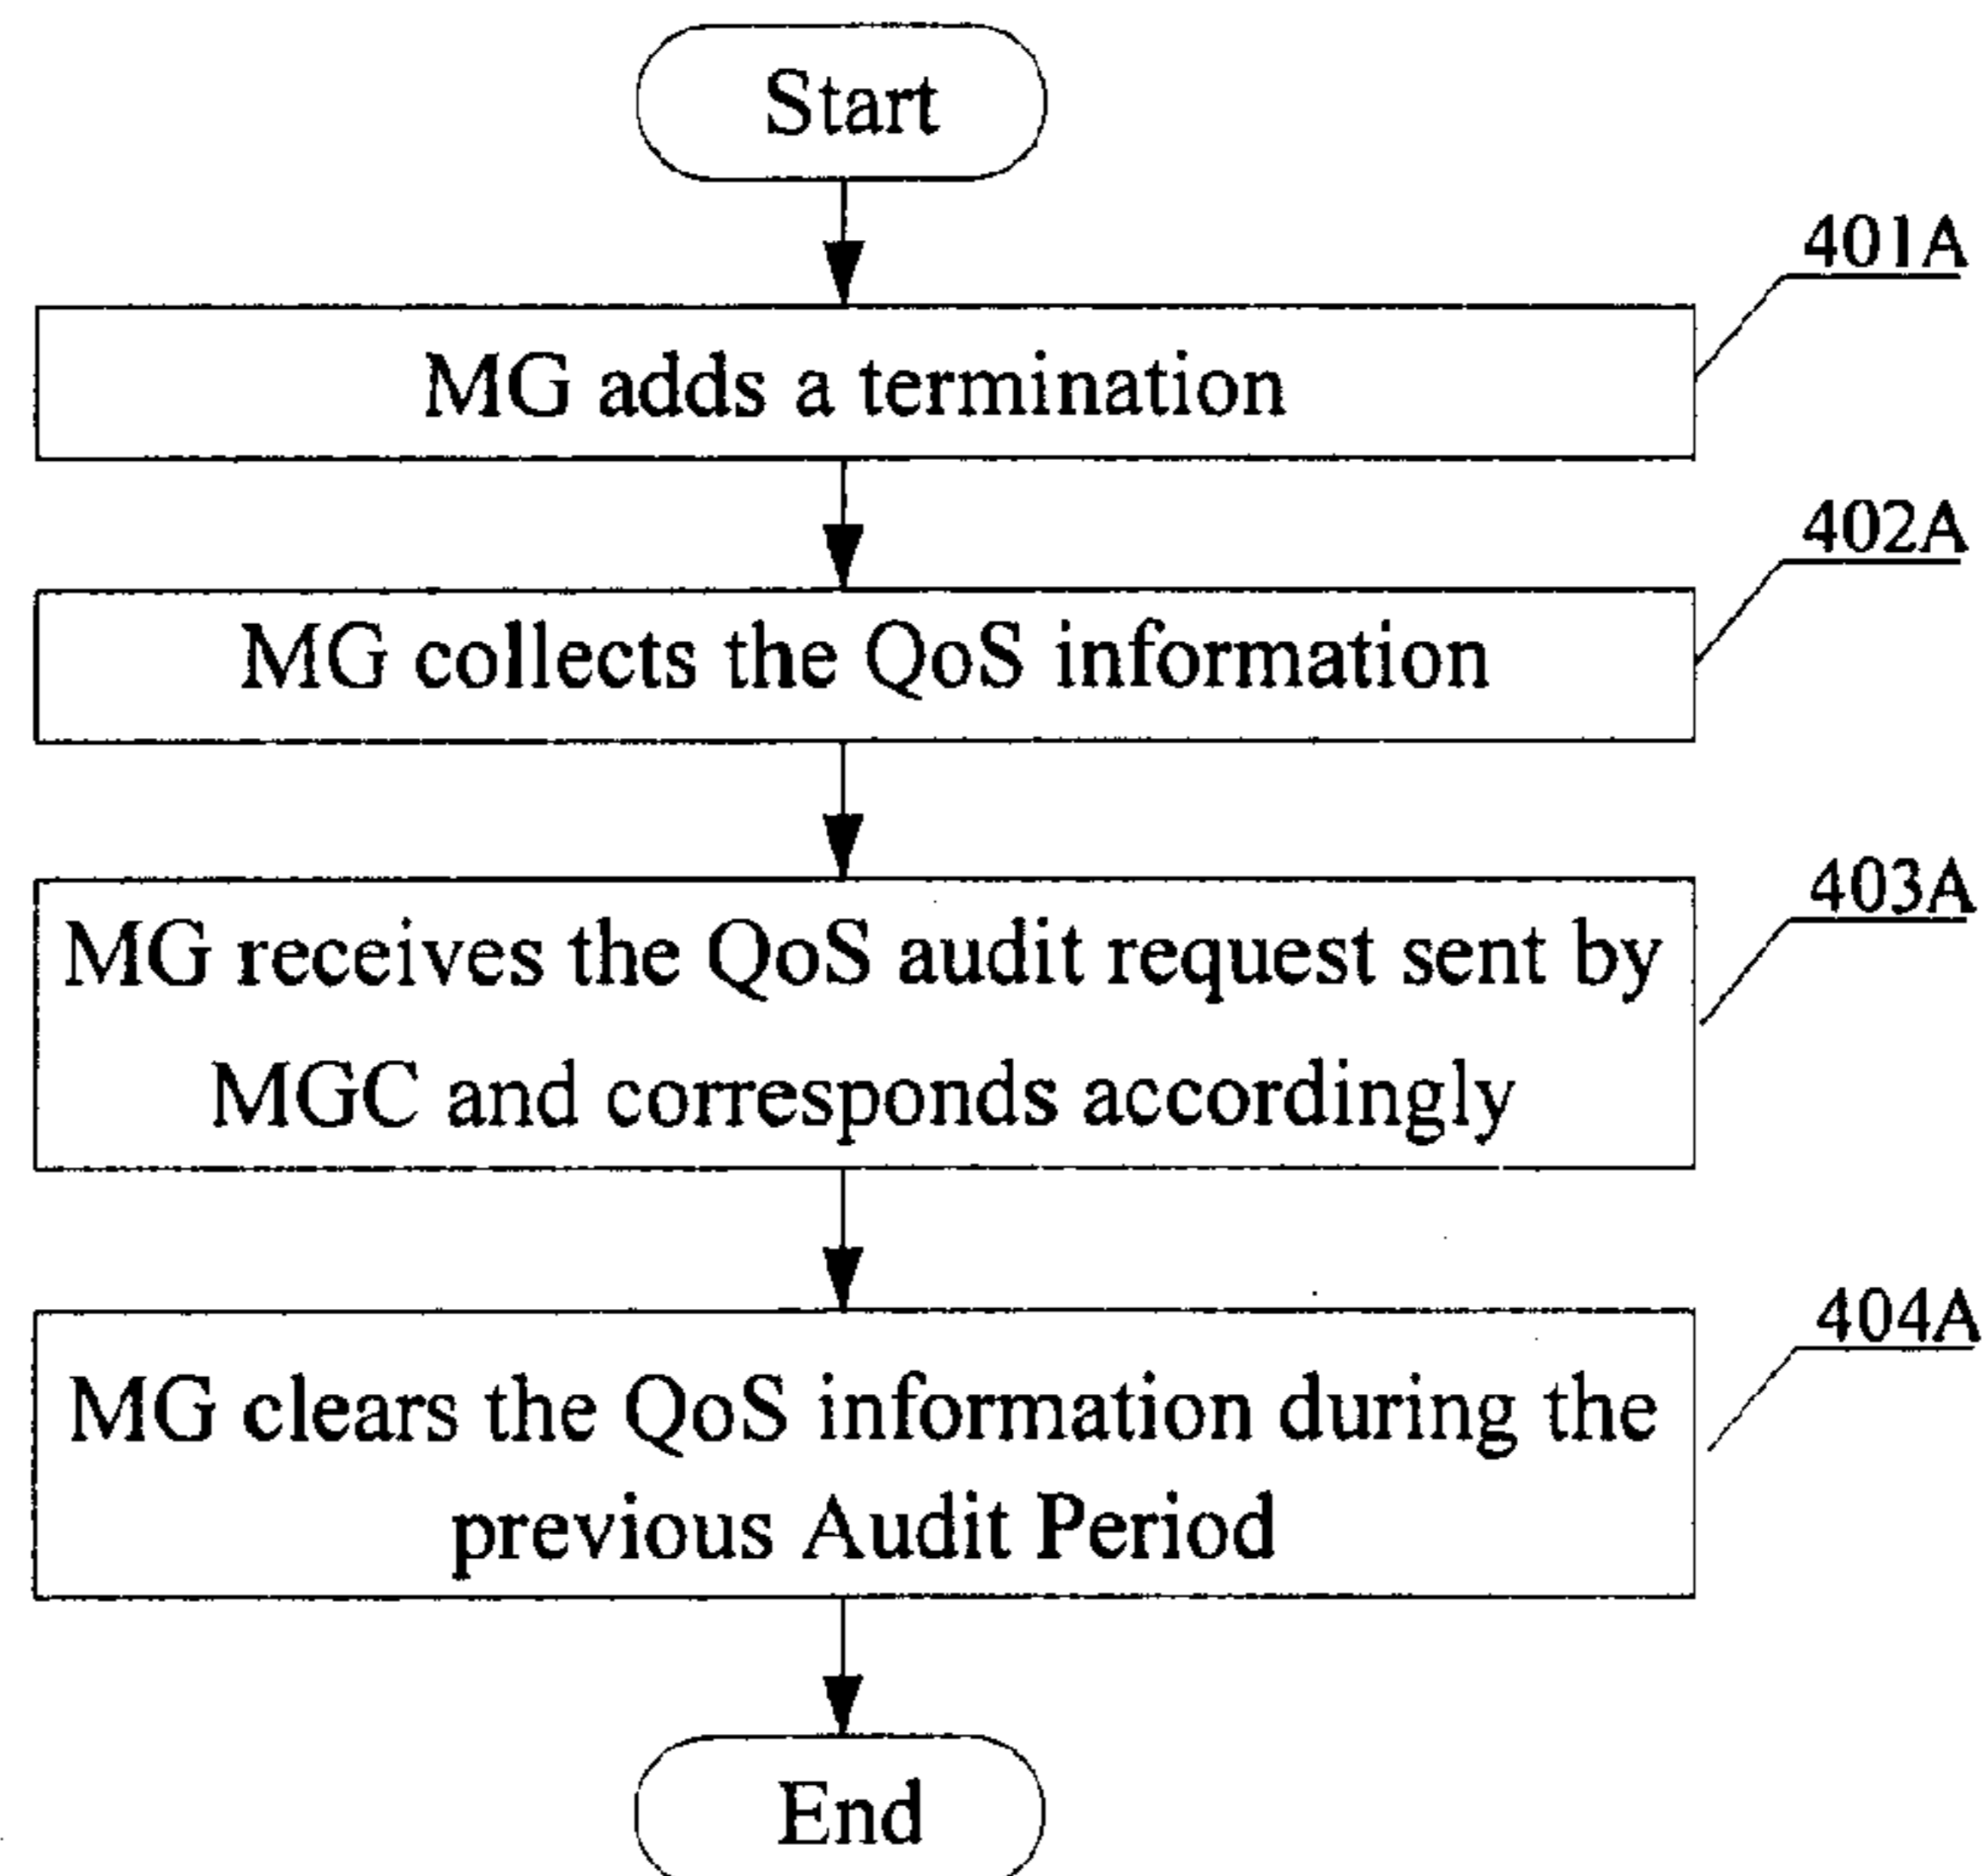 Start
401A
MG adds a termination
402A
MG collects the QoS information
403A
MG receives the QoS audit request sent by
MGC and corresponds accordingly
404A
MG clears the QoS information during the
previous Audit Period
End